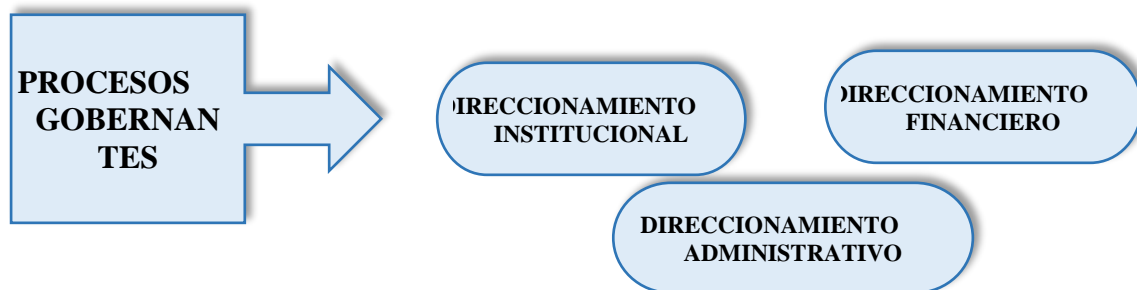 PROCESOS
GOBERNAN
TES
DIRECCIONAMIENTO
INSTITUCIONAL
DIRECCIONAMIENTO
FINANCIERO
DIRECCIONAMIENTO
ADMINISTRATIVO